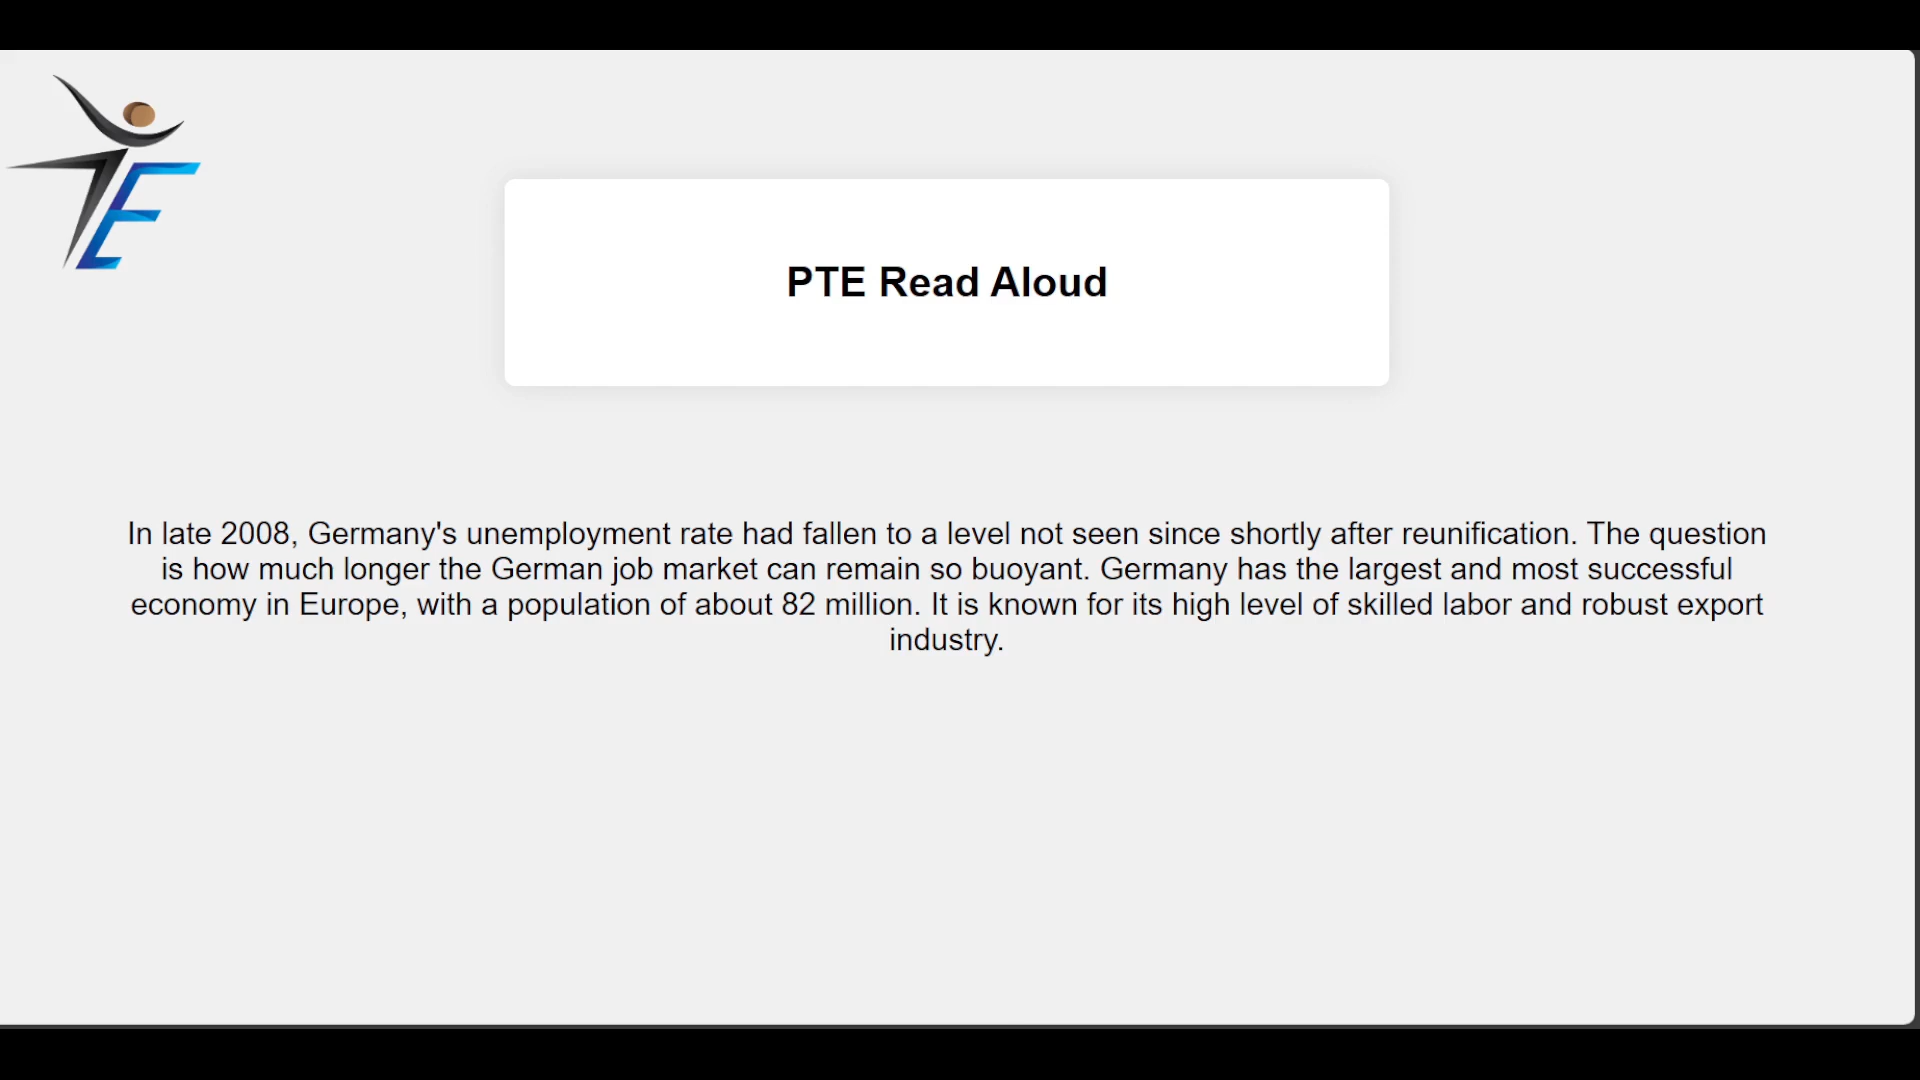 PTE Read Aloud
In late 2008, Germany's unemployment rate had fallen to a level not seen since shortly after reunification. The question
is how much longer the German job market can remain so buoyant. Germany has the largest and most successful
economy in Europe, with a population of about 82 million. It is known for its high level of skilled labor and robust export
industry.